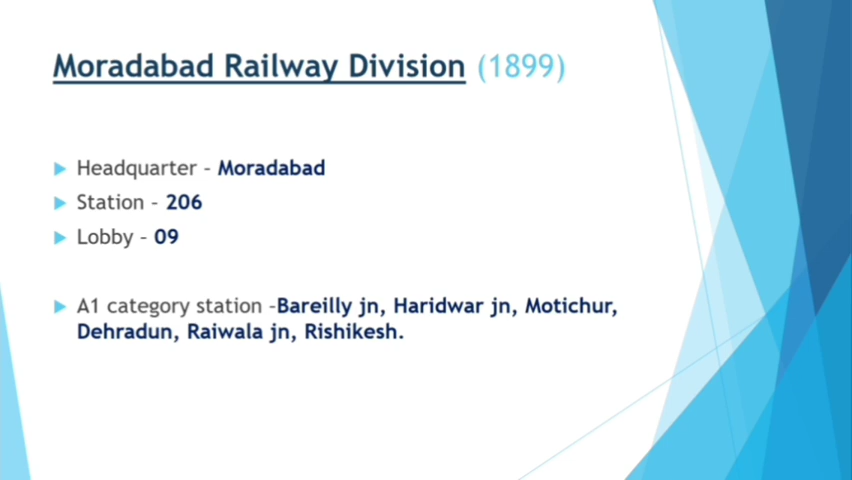 Moradabad Railway Division (1899)
Headquarter - Moradabad
Station - 206
Lobby - 09
A1 category station -Bareilly jn, Haridwar jn, Motichur,
Dehradun, Raiwala jn, Rishikesh.